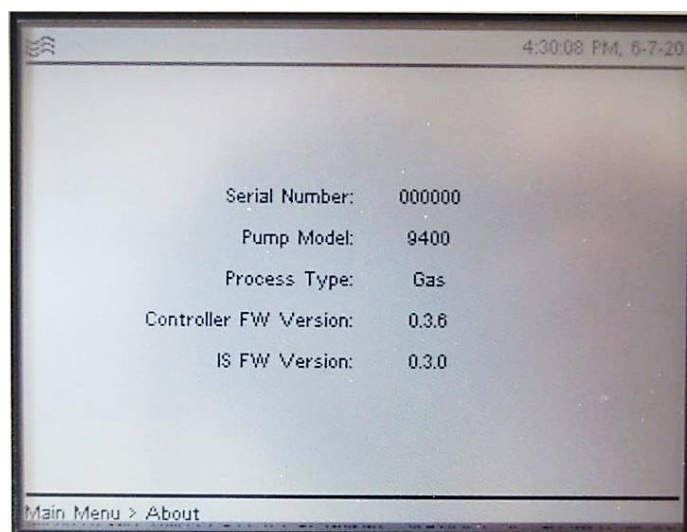 4:30:08 PM, 6-7-20
Serial Number: 000000
Pump Model: 9400
Process Type: Gas
Controller FW Version: 0.3.6
IS FW Version: 0.3.0
Main Menu > About